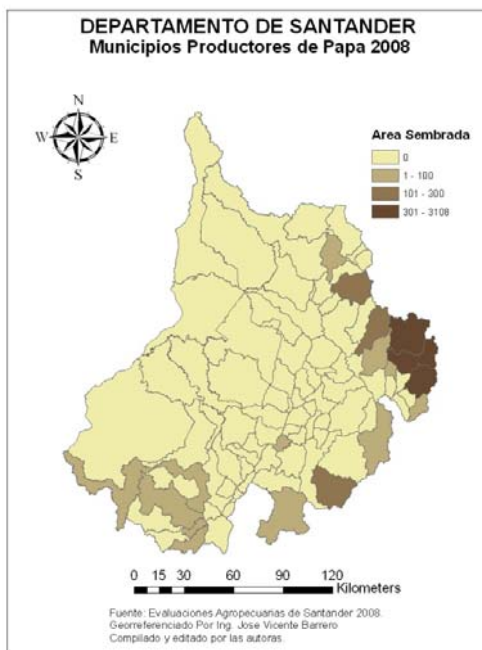 DEPARTAMENTO DE SANTANDER
Municipios Productores de Papa 2008
N
W E
S
Area Sembrada
0
1 - 100
101 - 300
301 - 3108
0 15 30 60 90 120
Kilometers
Fuente: Evaluaciones Agropecuarias de Santander 2008.
Georreferenciado Por Ing. Jose Vicente Barrero
Compilado y editado por las autoras.